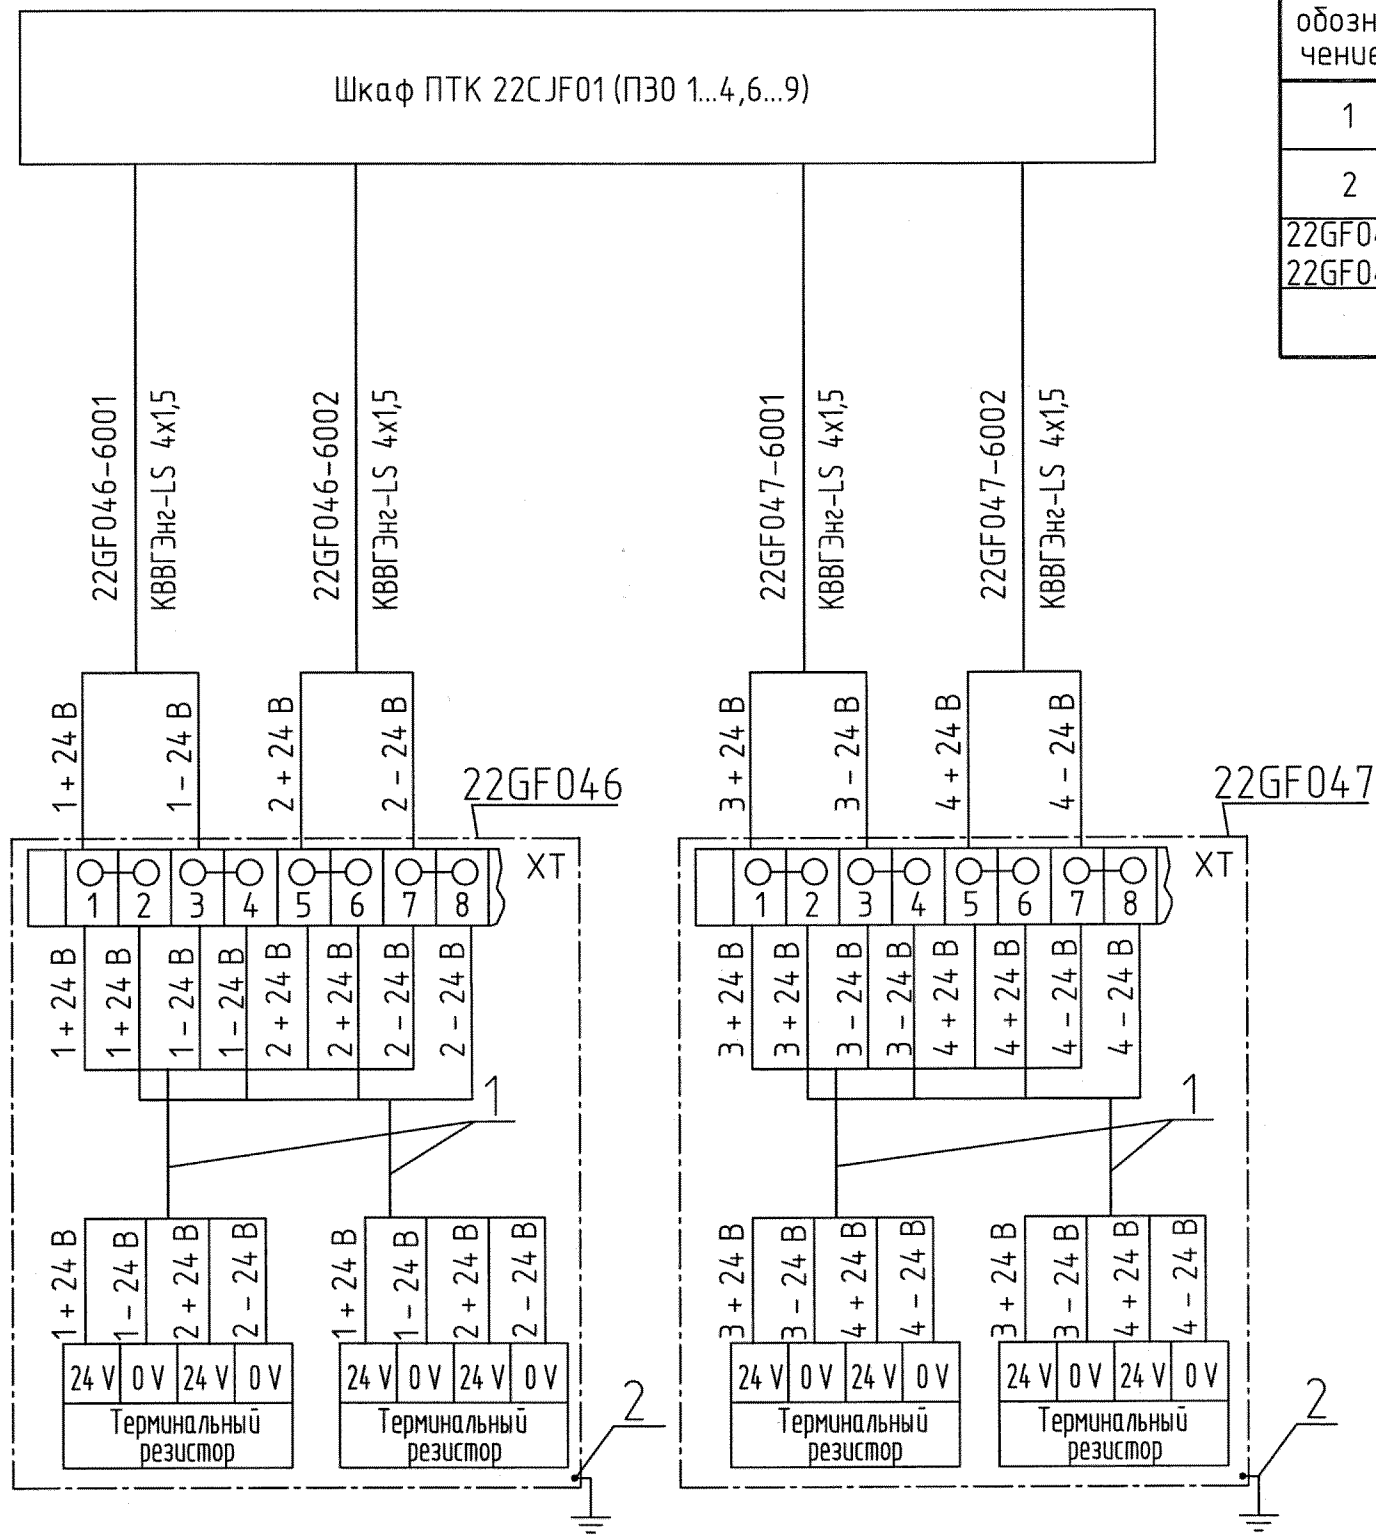 Шкаф ПТК 22CJF01 (ПЗО 1...4,6...9)
обозн
чение
1
2
22GF04
22GF04
22GF046-6001
КВВГЭнг-LS 4х1,5
22GF046-6002
КВВГЭнг-LS 4х1,5
22GF047-6001
КВВГЭнг-LS 4х1,5
22GF047-6002
КВВГЭнг-LS 4х1,5
1 + 24 В
1 - 24 В
2 + 24 В
2 - 24 В
22GF046
3 + 24 В
3 - 24 В
4 + 24 В
4 - 24 В
22GF047
1 2 3 4 5 6 7 8
XT
1 2 3 4 5 6 7 8
XT
1 + 24 В
1 + 24 В
1 - 24 В
1 - 24 В
2 + 24 В
2 + 24 В
2 - 24 В
2 - 24 В
3 + 24 В
3 + 24 В
3 - 24 В
3 - 24 В
4 + 24 В
4 + 24 В
4 - 24 В
4 - 24 В
1
1
1 + 24 В
1 - 24 В
2 + 24 В
2 - 24 В
1 + 24 В
1 - 24 В
2 + 24 В
2 - 24 В
3 + 24 В
3 - 24 В
4 + 24 В
4 - 24 В
3 + 24 В
3 - 24 В
4 + 24 В
4 - 24 В
24 V 0 V 24 V 0 V
Терминальный
резистор
24 V 0 V 24 V 0 V
Терминальный
резистор
2
24 V 0 V 24 V 0 V
Терминальный
резистор
24 V 0 V 24 V 0 V
Терминальный
резистор
2